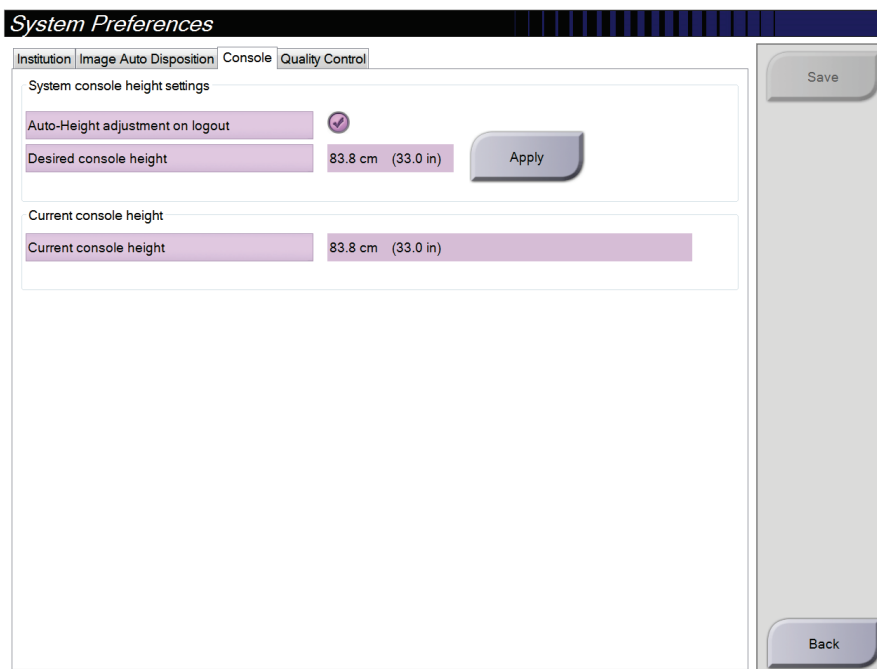 System Preferences
Institution Image Auto Disposition Console Quality Control
Save
System console height settings
Auto-Height adjustment on logout
Desired console height 83.8 cm (33.0 in) Apply
Current console height
Current console height 83.8 cm (33.0 in)
Back